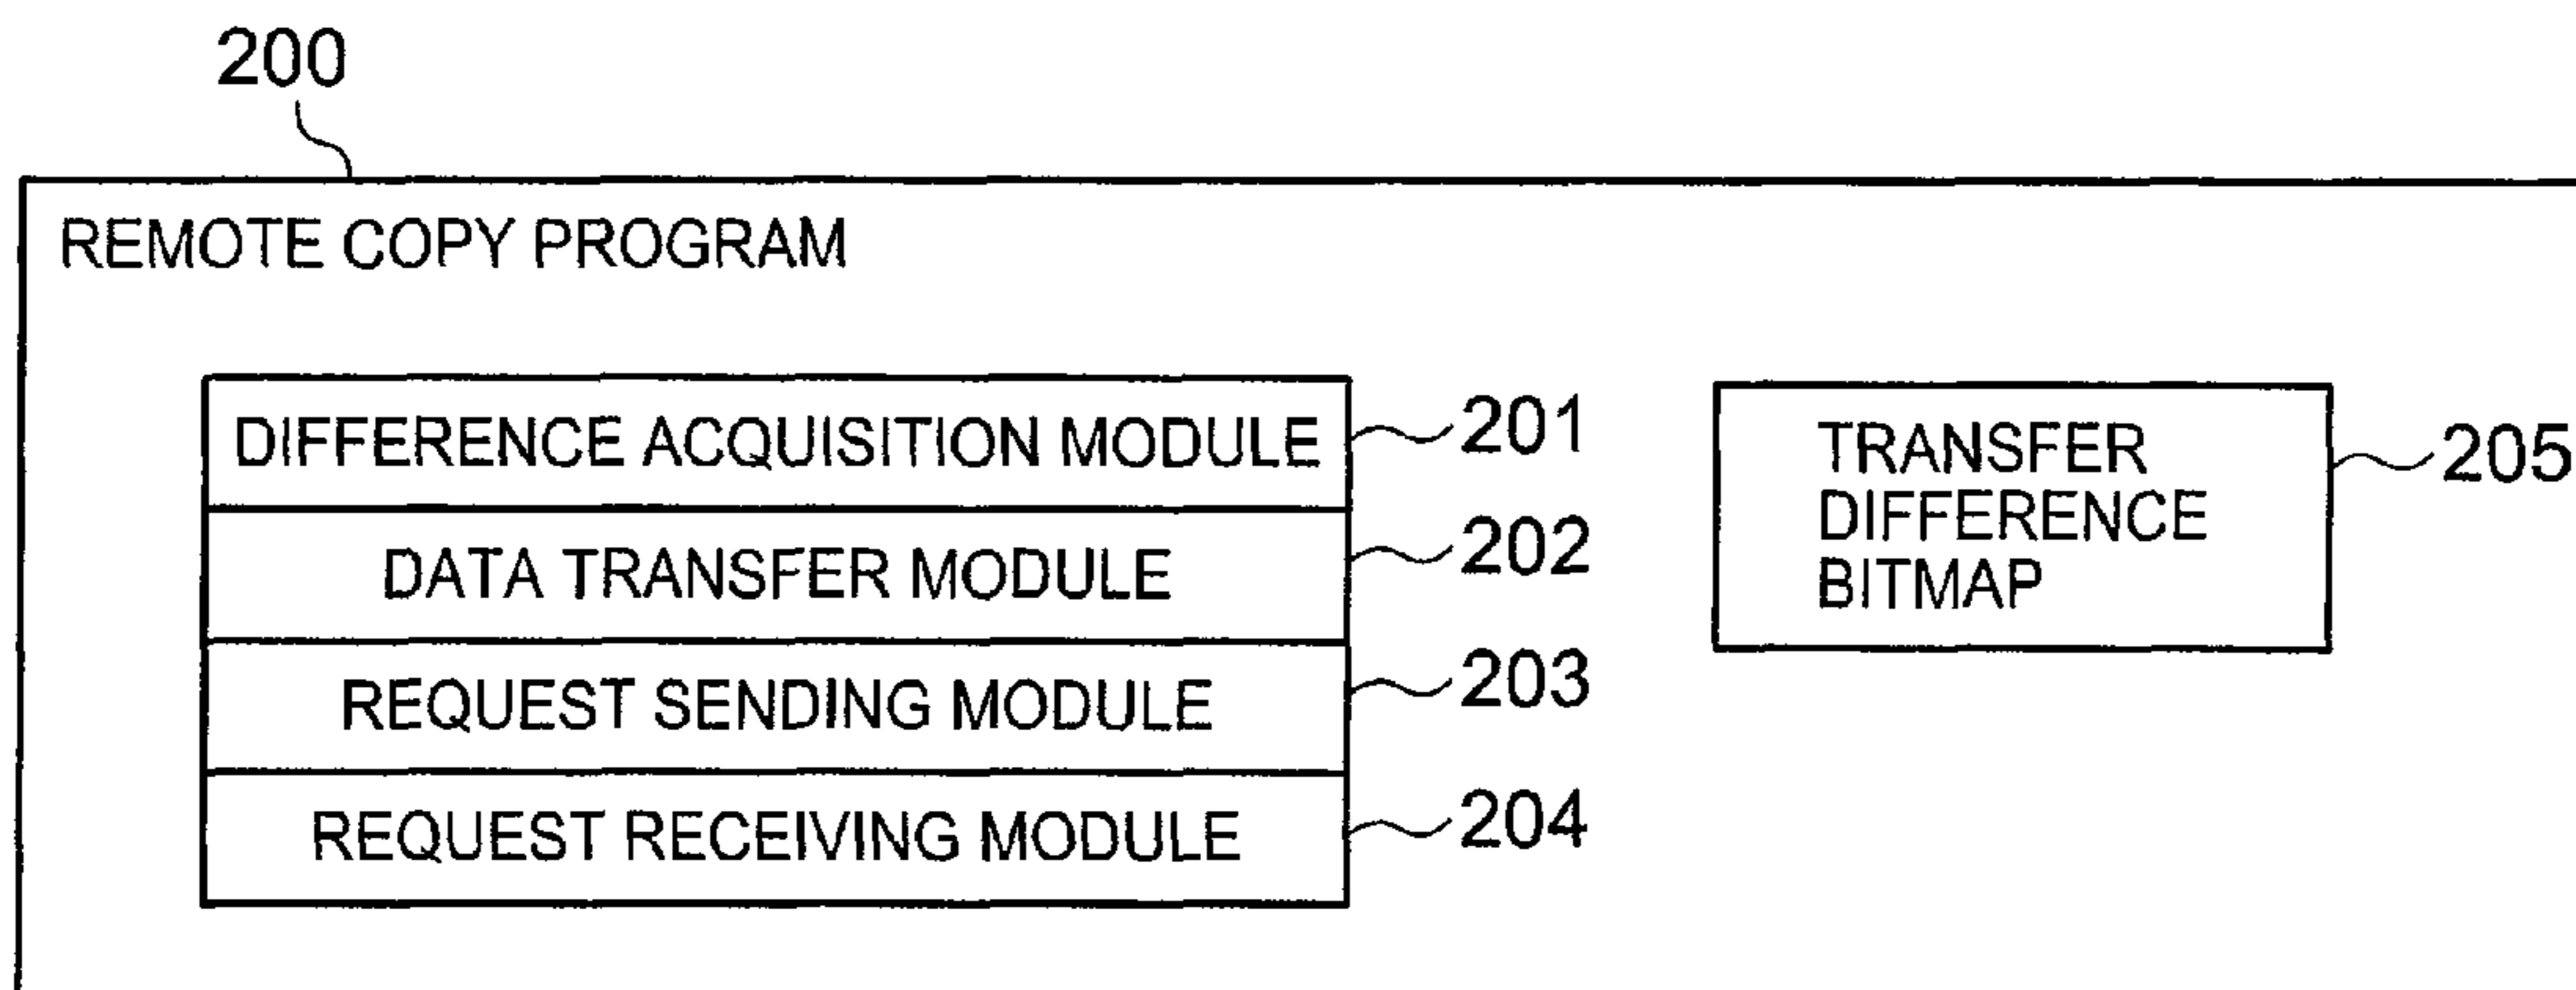 200
REMOTE COPY PROGRAM
DIFFERENCE ACQUISITION MODULE
201
DATA TRANSFER MODULE
202
REQUEST SENDING MODULE
203
REQUEST RECEIVING MODULE
204
TRANSFER
DIFFERENCE
BITMAP
205